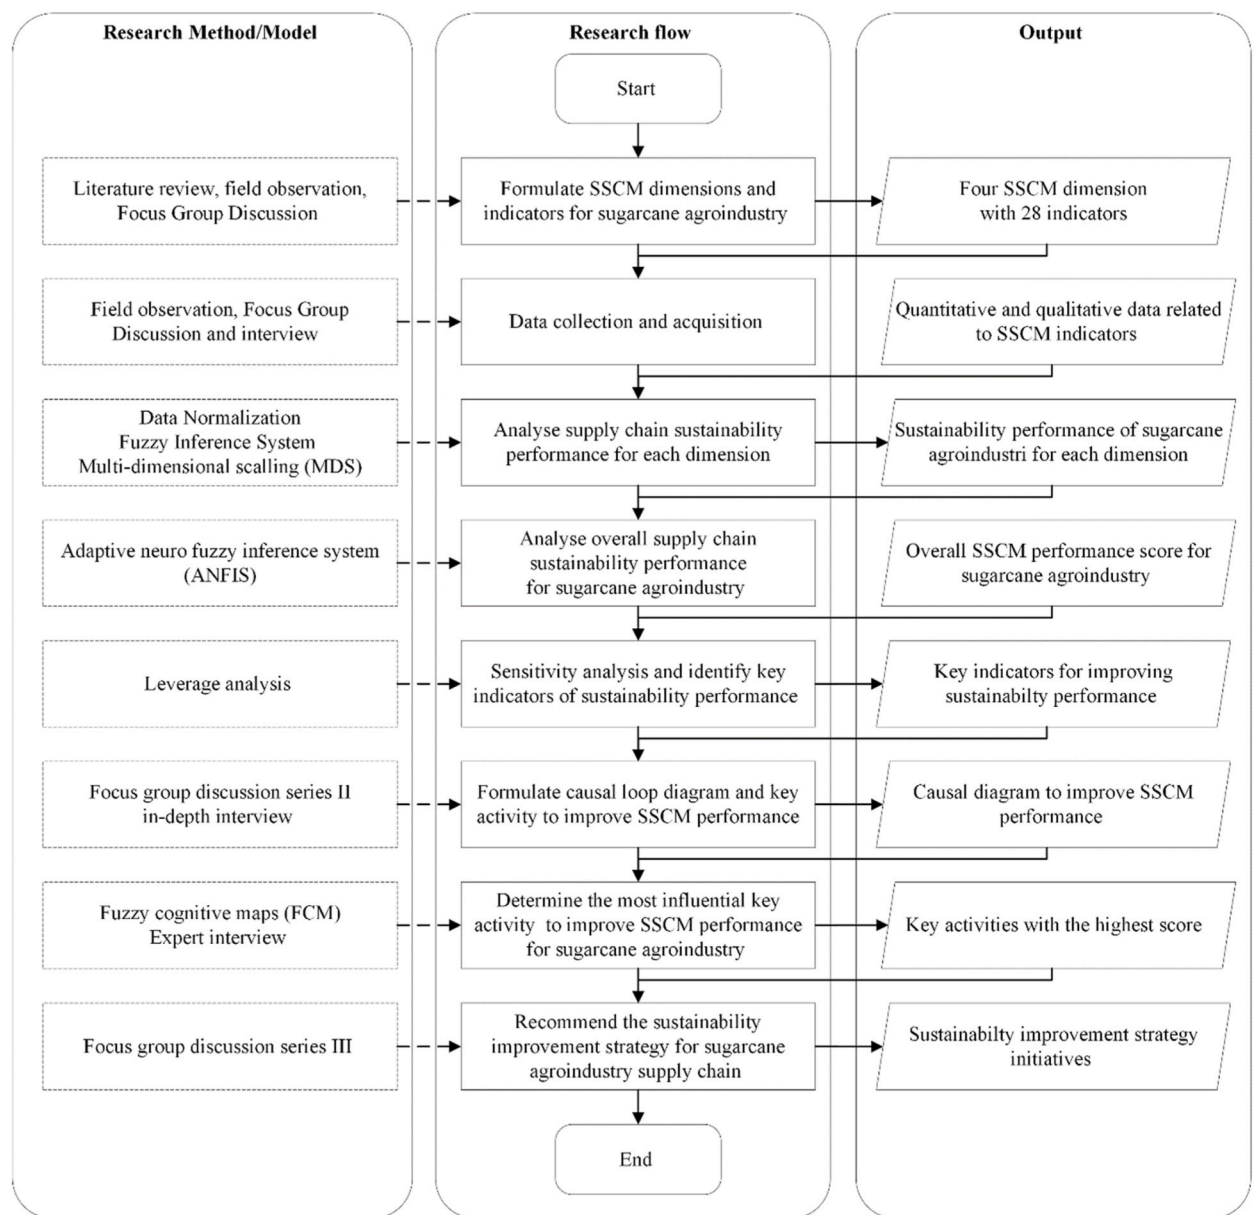 Research Method/Model
Research flow
Output
Start
Literature review, field observation,
Focus Group Discussion
Formulate SSCM dimensions and
indicators for sugarcane agroindustry
Four SSCM dimension
with 28 indicators
Field observation, Focus Group
Discussion and interview
Data collection and acquisition
Quantitative and qualitative data related
to SSCM indicators
Data Normalization
Fuzzy Inference System
Multi-dimensional scalling (MDS)
Analyse supply chain sustainability
performance for each dimension
Sustainability performance of sugarcane
agroindustri for each dimension
Adaptive neuro fuzzy inference system
(ANFIS)
Analyse overall supply chain
sustainability performance
for sugarcane agroindustry
Overall SSCM performance score for
sugarcane agroindustry
Leverage analysis
Sensitivity analysis and identify key
indicators of sustainability performance
Key indicators for improving
sustainabilty performance
Focus group discussion series II
in-depth interview
Formulate causal loop diagram and key
activity to improve SSCM performance
Causal diagram to improve SSCM
performance
Fuzzy cognitive maps (FCM)
Expert interview
Determine the most influential key
activity to improve SSCM performance
for sugarcane agroindustry
Key activities with the highest score
Focus group discussion series III
Recommend the sustainability
improvement strategy for sugarcane
agroindustry supply chain
Sustainabilty improvement strategy
initiatives
End